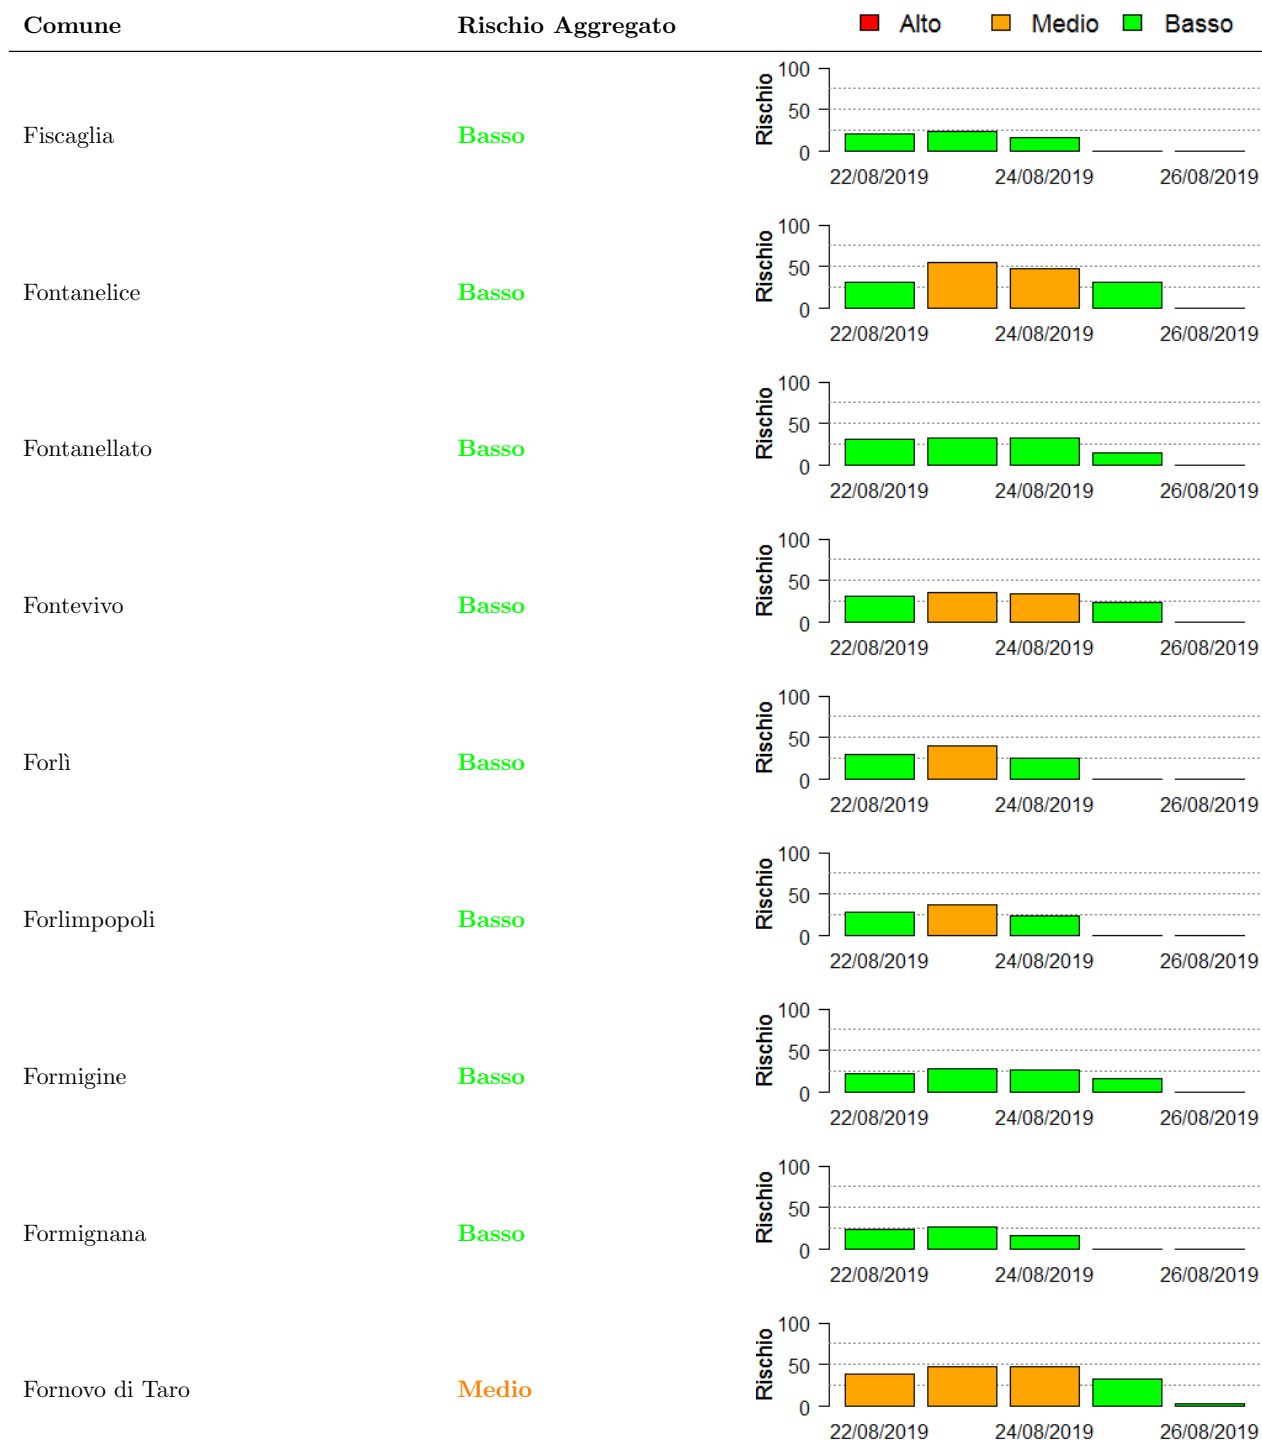 Comune Rischio Aggregato Alto Medio Basso
Fiscaglia Basso
Rischio
100
50
0
22/08/2019 24/08/2019 26/08/2019
Fontanelice Basso
Rischio
100
50
0
22/08/2019 24/08/2019 26/08/2019
Fontanellato Basso
Rischio
100
50
0
22/08/2019 24/08/2019 26/08/2019
Fontevivo Basso
Rischio
100
50
0
22/08/2019 24/08/2019 26/08/2019
Forlì Basso
Rischio
100
50
0
22/08/2019 24/08/2019 26/08/2019
Forlimpopoli Basso
Rischio
100
50
0
22/08/2019 24/08/2019 26/08/2019
Formigine Basso
Rischio
100
50
0
22/08/2019 24/08/2019 26/08/2019
Formignana Basso
Rischio
100
50
0
22/08/2019 24/08/2019 26/08/2019
Fornovo di Taro Medio
Rischio
100
50
0
22/08/2019 24/08/2019 26/08/2019